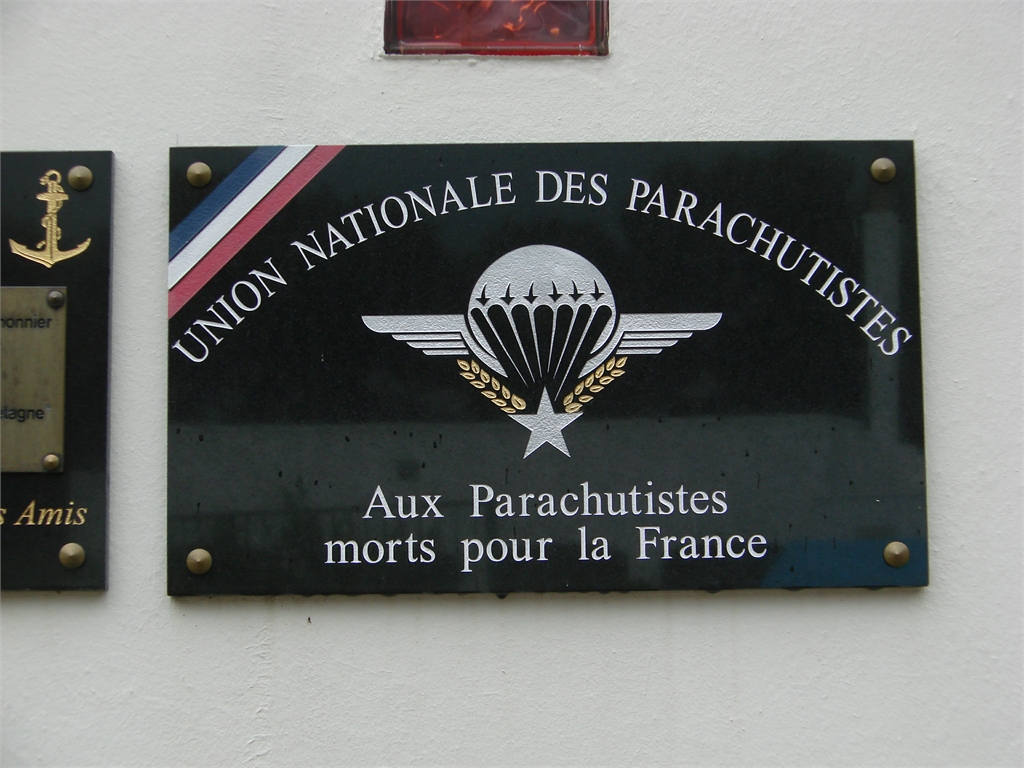 UNION NATIONALE DES PARACHUTISTES
Aux Parachutistes
morts pour la France
Amis